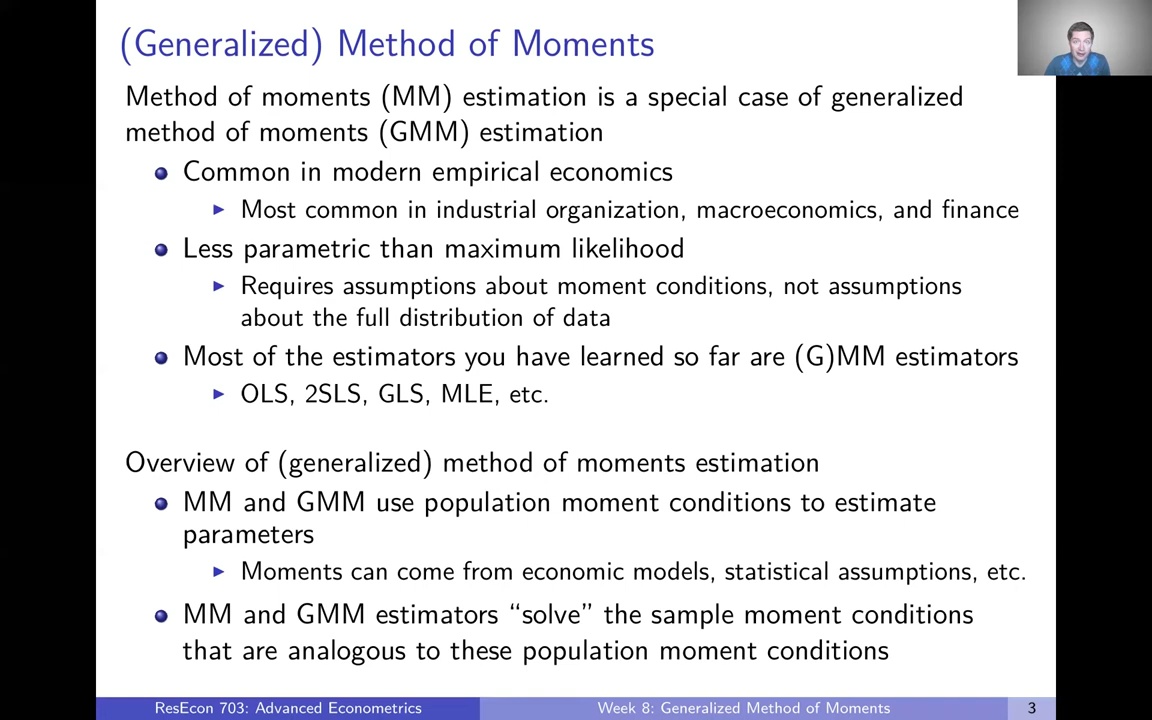 (Generalized) Method of Moments
Method of moments (MM) estimation is a special case of generalized
method of moments (GMM) estimation
Common in modern empirical economics
Most common in industrial organization, macroeconomics, and finance
Less parametric than maximum likelihood
Requires assumptions about moment conditions, not assumptions
about the full distribution of data
Most of the estimators you have learned so far are (G)MM estimators
OLS, 2SLS, GLS, MLE, etc.
Overview of (generalized) method of moments estimation
MM and GMM use population moment conditions to estimate
parameters
Moments can come from economic models, statistical assumptions, etc.
MM and GMM estimators “solve” the sample moment conditions
that are analogous to these population moment conditions
ResEcon 703: Advanced Econometrics
Week 8: Generalized Method of Moments
3